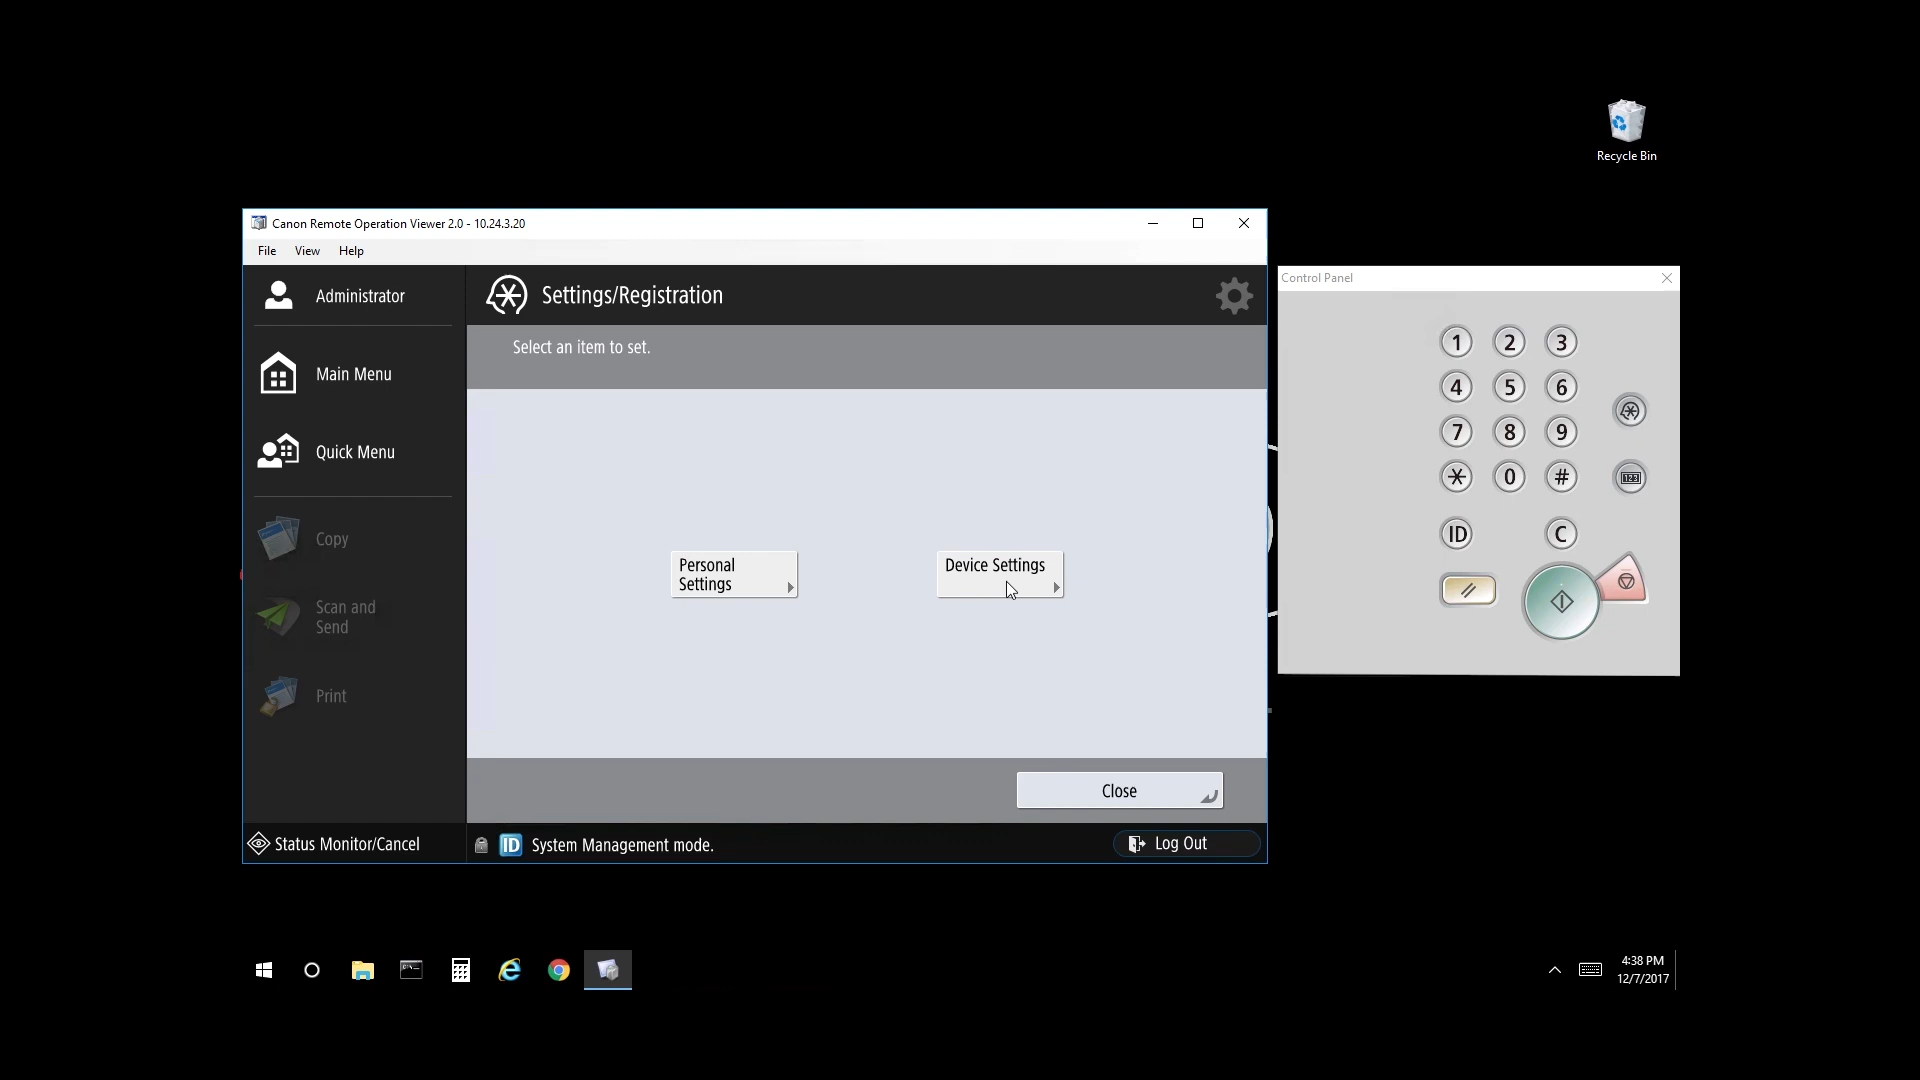 Recycle Bin
Canon Remote Operation Viewer 2.0 - 10.24.3.20
File View Help
Administrator
Settings/Registration
Select an item to set.
Main Menu
Quick Menu
Copy
Scan and
Send
Print
Personal
Settings
Device Settings
Close
Status Monitor/Cancel
ID System Management mode.
Log Out
Control Panel
1 2 3
4 5 6
7 8 9
* 0 #
123
ID C
4:38 PM
12/7/2017